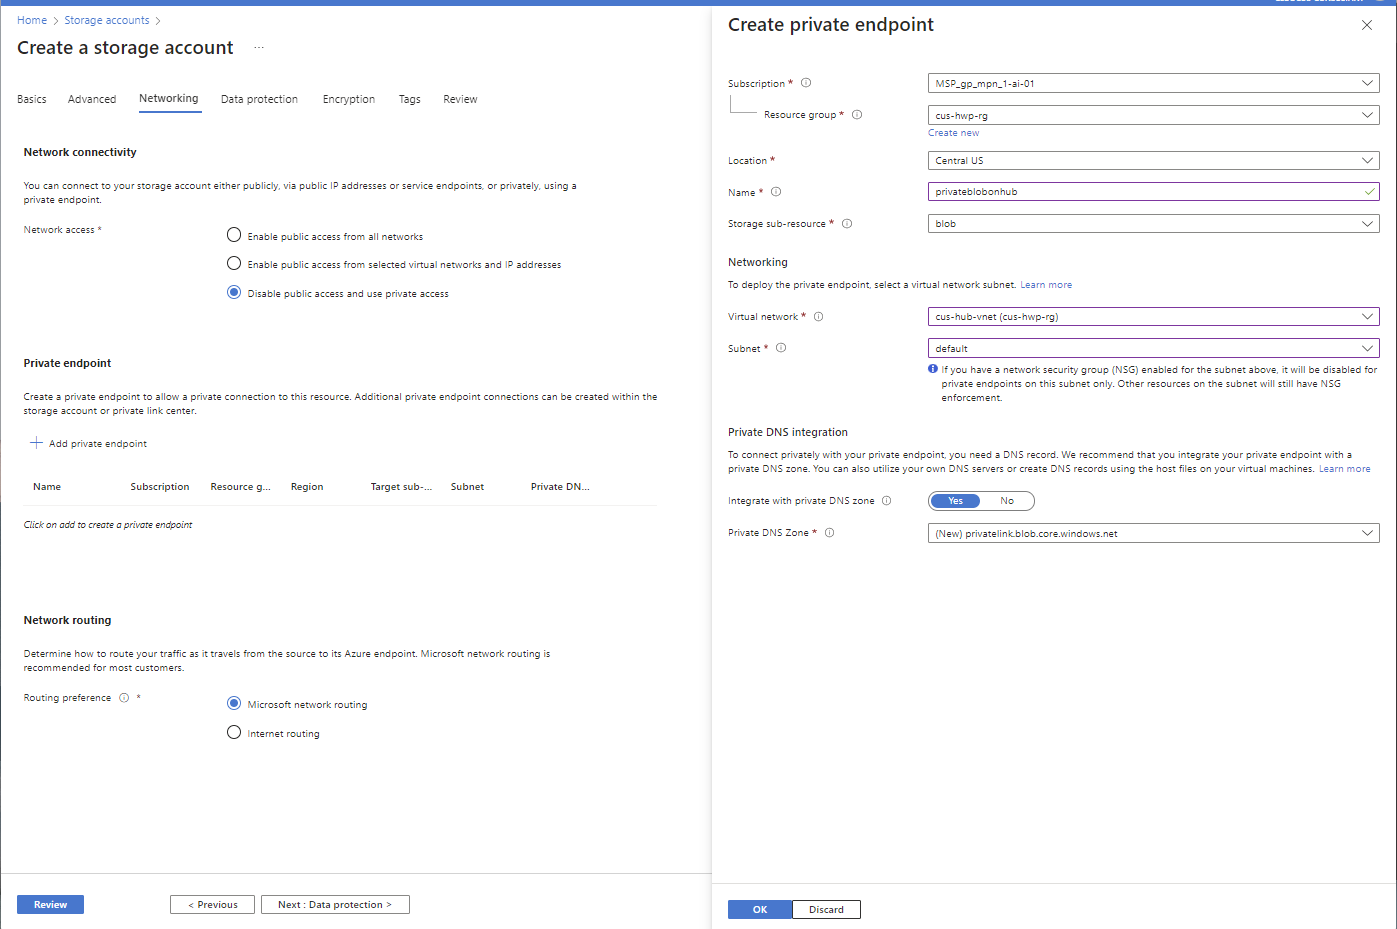 Home > Storage accounts >
Create a storage account ...
Basics Advanced Networking Data protection Encryption Tags Review
Network connectivity
You can connect to your storage account either publicly, via public IP addresses or service endpoints, or privately, using a
private endpoint.
Network access *
Enable public access from all networks
Enable public access from selected virtual networks and IP addresses
Disable public access and use private access
Private endpoint
Create a private endpoint to allow a private connection to this resource. Additional private endpoint connections can be created within the
storage account or private link center.
Add private endpoint
Name Subscription Resource g... Region Target sub-... Subnet Private DN...
Click on add to create a private endpoint
Network routing
Determine how to route your traffic as it travels from the source to its Azure endpoint. Microsoft network routing is
recommended for most customers.
Routing preference *
Microsoft network routing
Internet routing
Review
< Previous
Next : Data protection >
Create private endpoint
Subscription *
MSP_gp_mpn_1-ai-01
Resource group *
cus-hwp-rg
Create new
Location *
Central US
Name *
privateblobonhub
Storage sub-resource *
blob
Networking
To deploy the private endpoint, select a virtual network subnet. Learn more
Virtual network *
cus-hub-vnet (cus-hwp-rg)
Subnet *
default
If you have a network security group (NSG) enabled for the subnet above, it will be disabled for
private endpoints on this subnet only. Other resources on the subnet will still have NSG
enforcement.
Private DNS integration
To connect privately with your private endpoint, you need a DNS record. We recommend that you integrate your private endpoint with a
private DNS zone. You can also utilize your own DNS servers or create DNS records using the host files on your virtual machines. Learn more
Integrate with private DNS zone
Yes No
Private DNS Zone *
(New) privatelink.blob.core.windows.net
OK
Discard